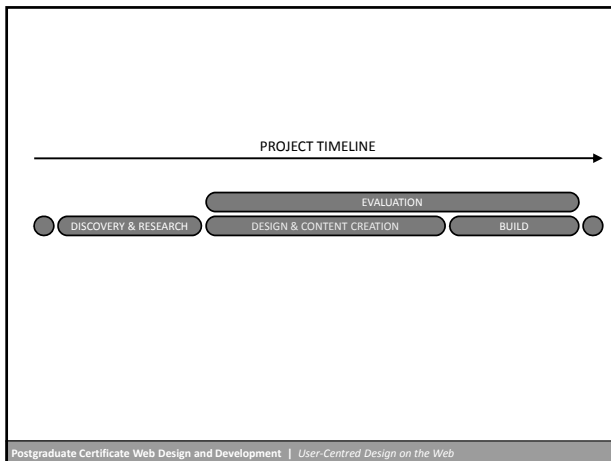 PROJECT TIMELINE
EVALUATION
DISCOVERY & RESEARCH DESIGN & CONTENT CREATION BUILD
Postgraduate Certificate Web Design and Development | User-Centred Design on the Web